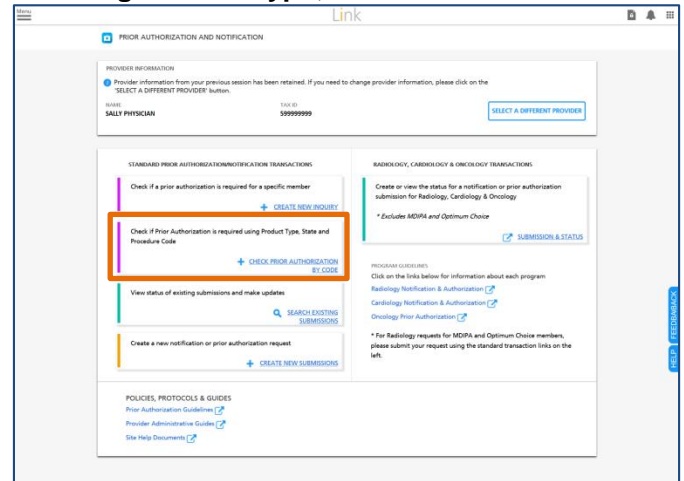 Menu
Link
PRIOR AUTHORIZATION AND NOTIFICATION
PROVIDER INFORMATION
Provider information from your previous session has been retained. If you need to change provider information, please click on the
'SELECT A DIFFERENT PROVIDER' button.
NAME
TAX ID
SALLY PHYSICIAN
599999999
SELECT A DIFFERENT PROVIDER
STANDARD PRIOR AUTHORIZATION/NOTIFICATION TRANSACTIONS
Check if a prior authorization is required for a specific member
CREATE NEW INQUIRY
Check if Prior Authorization is required using Product Type, State and
Procedure Code
CHECK PRIOR AUTHORIZATION
BY CODE
View status of existing submissions and make updates
SEARCH EXISTING
SUBMISSIONS
Create a new notification or prior authorization request
CREATE NEW SUBMISSIONS
RADIOLOGY, CARDIOLOGY & ONCOLOGY TRANSACTIONS
Create or view the status for a notification or prior authorization
submission for Radiology, Cardiology & Oncology
* Excludes MDIPA and Optimum Choice
SUBMISSION & STATUS
PROGRAM GUIDELINES
Click on the links below for information about each program
Radiology Notification & Authorization
Cardiology Notification & Authorization
Oncology Prior Authorization
* For Radiology requests for MDIPA and Optimum Choice members,
please submit your request using the standard transaction links on the
left.
POLICIES, PROTOCOLS & GUIDES
Prior Authorization Guidelines
Provider Administrative Guides
Site Help Documents
HELP FEEDBACK